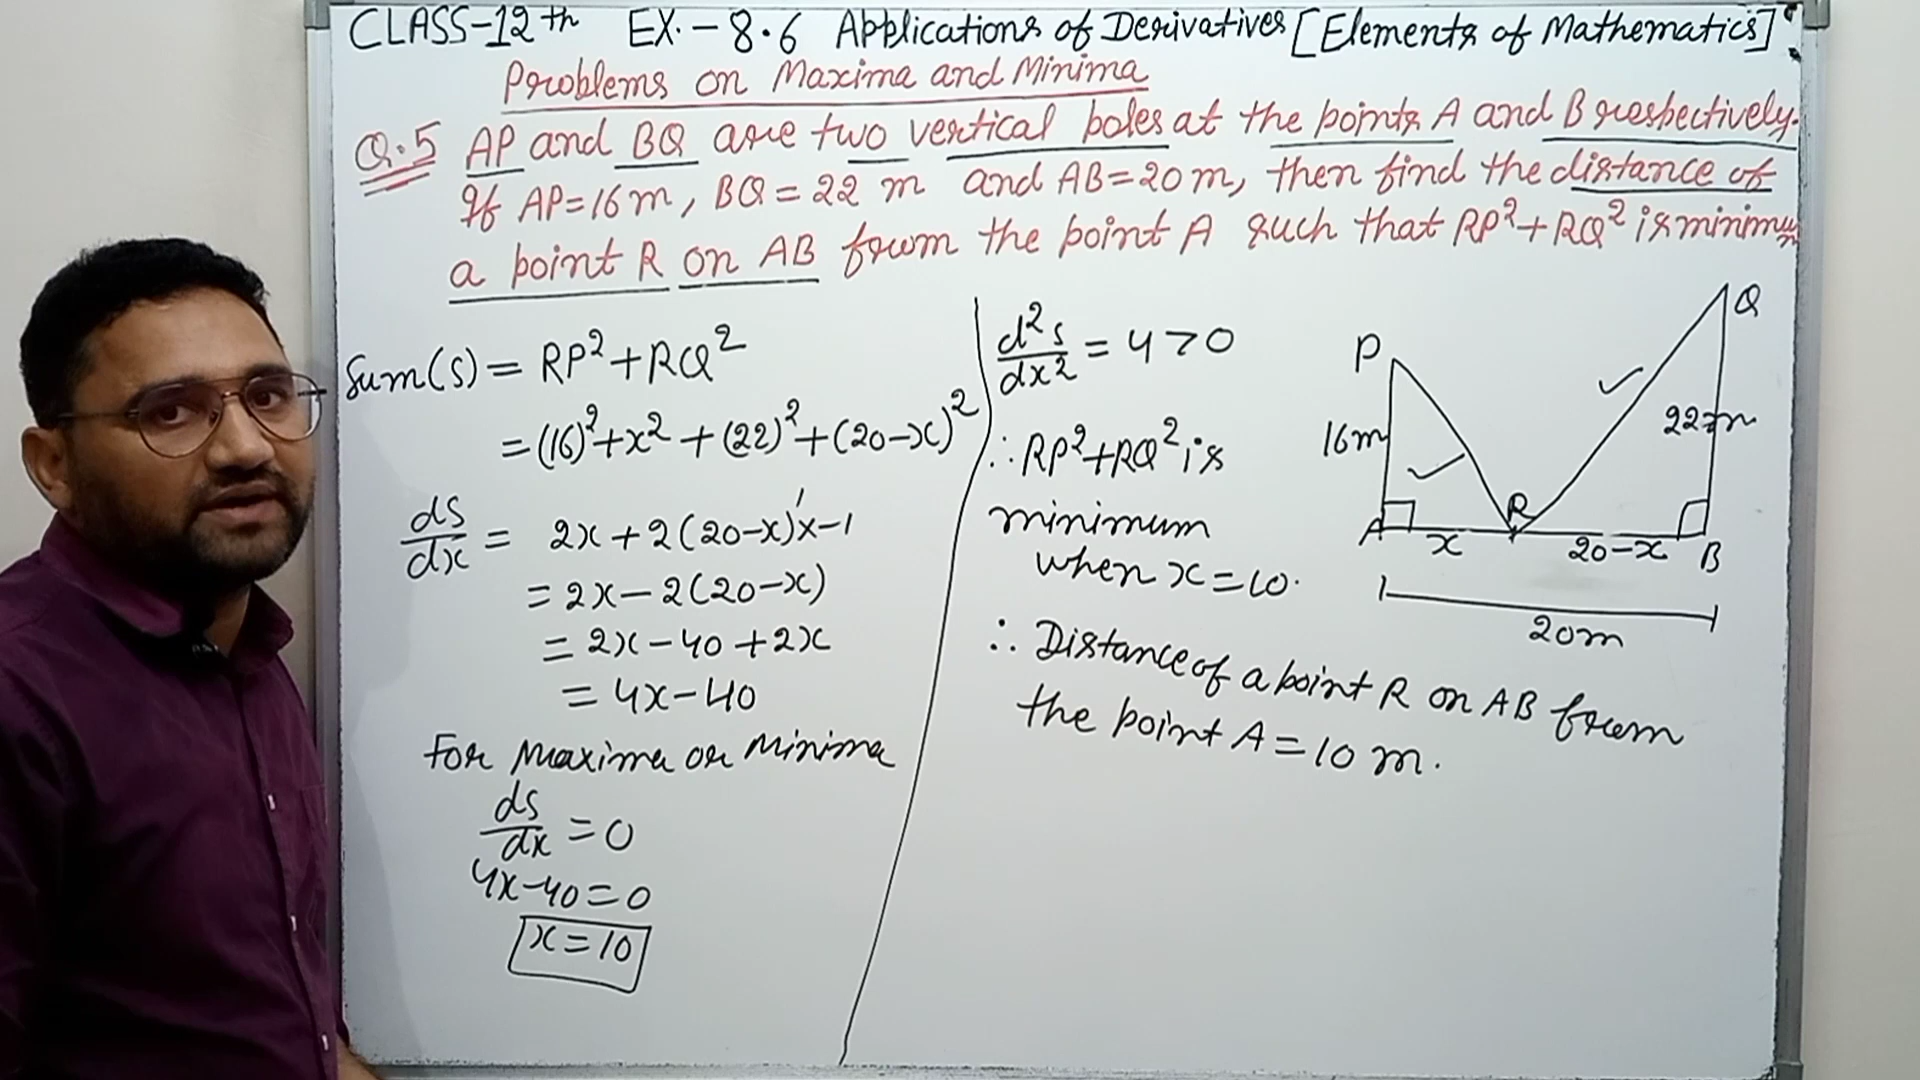 CLASS-12th EX.-8.6 Applications of Derivatives [Elements of Mathematics]
Problems on Maxima and Minima
Q.5 AP and BQ are two vertical poles at the points A and B respectively.
If AP=16m, BQ=22 m and AB=20m, then find the distance of
a point R on AB from the point A such that RP²+RQ² is minimum
Sum(S) = RP²+RQ²
= (16)²+x²+(22)²+(20-x)²
dS/dx = 2x+2(20-x)'x-1
= 2x-2(20-x)
= 2x-40+2x
= 4x-40
For Maxima or Minima
ds/dx = 0
4x-40=0
x=10
d²s/dx² = 4>0
∴ RP²+RQ² is
minimum
when x=10.
∴ Distance of a point R on AB from
the point A = 10 m.
P
Q
16m
22m
A
R
B
x
20-x
20m